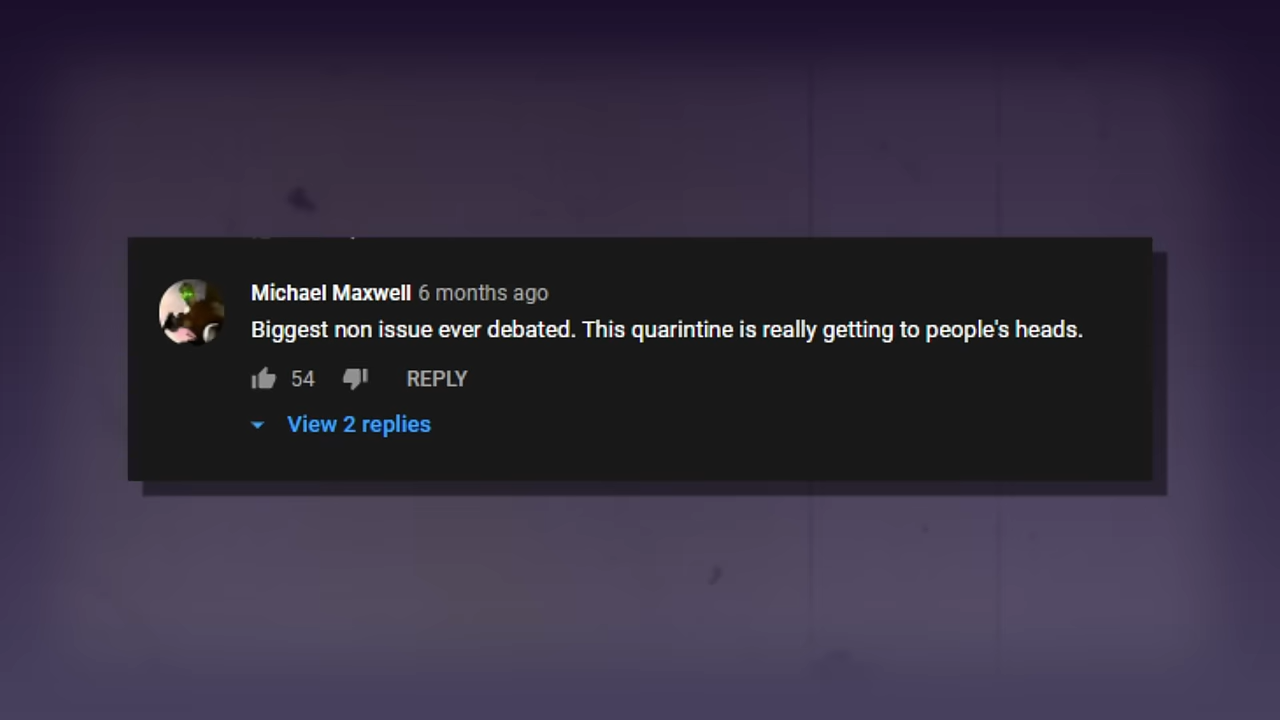 Michael Maxwell 6 months ago
Biggest non issue ever debated. This quarintine is really getting to people's heads.
54 REPLY
View 2 replies